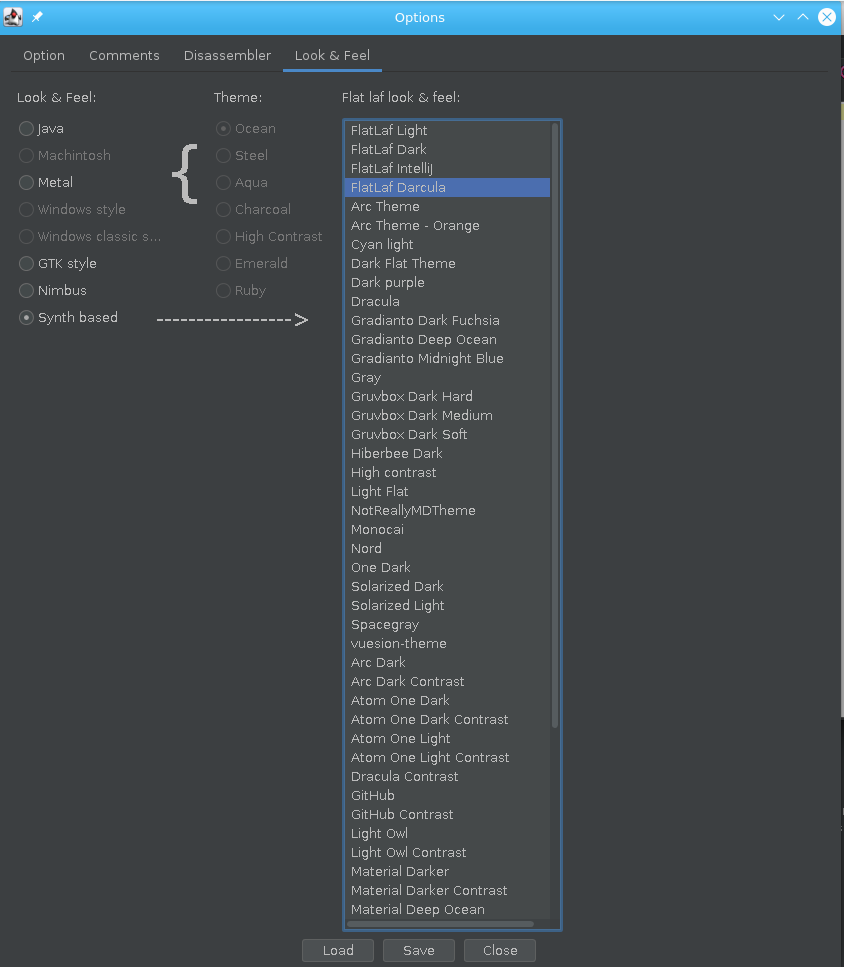 Options
Option Comments Disassembler Look & Feel
Look & Feel:
Java
Machintosh
Metal
Windows style
Windows classic s...
GTK style
Nimbus
Synth based
Theme:
Ocean
Steel
Aqua
Charcoal
High Contrast
Emerald
Ruby
Flat laf look & feel:
FlatLaf Light
FlatLaf Dark
FlatLaf IntelliJ
FlatLaf Darcula
Arc Theme
Arc Theme - Orange
Cyan light
Dark Flat Theme
Dark purple
Dracula
Gradianto Dark Fuchsia
Gradianto Deep Ocean
Gradianto Midnight Blue
Gray
Gruvbox Dark Hard
Gruvbox Dark Medium
Gruvbox Dark Soft
Hiberbee Dark
High contrast
Light Flat
NotReallyMDTheme
Monocai
Nord
One Dark
Solarized Dark
Solarized Light
Spacegray
vuesion-theme
Arc Dark
Arc Dark Contrast
Atom One Dark
Atom One Dark Contrast
Atom One Light
Atom One Light Contrast
Dracula Contrast
GitHub
GitHub Contrast
Light Owl
Light Owl Contrast
Material Darker
Material Darker Contrast
Material Deep Ocean
Load Save Close